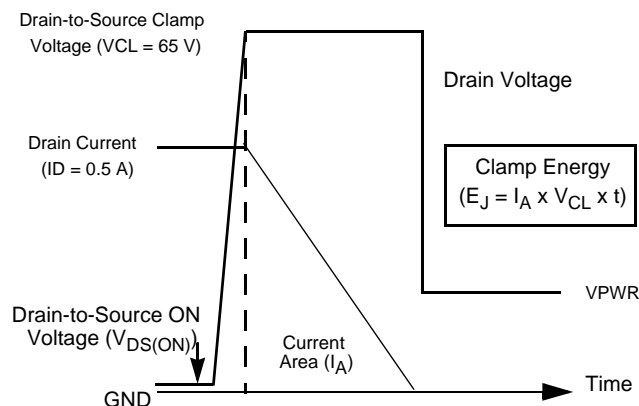 Drain-to-Source Clamp
Voltage (VCL = 65 V)
Drain Voltage
Drain Current
(ID = 0.5 A)
Clamp Energy
(EJ = IA x VCL x t)
VPWR
Drain-to-Source ON
Voltage (VDS(ON))
Current
Area (IA)
Time
GND